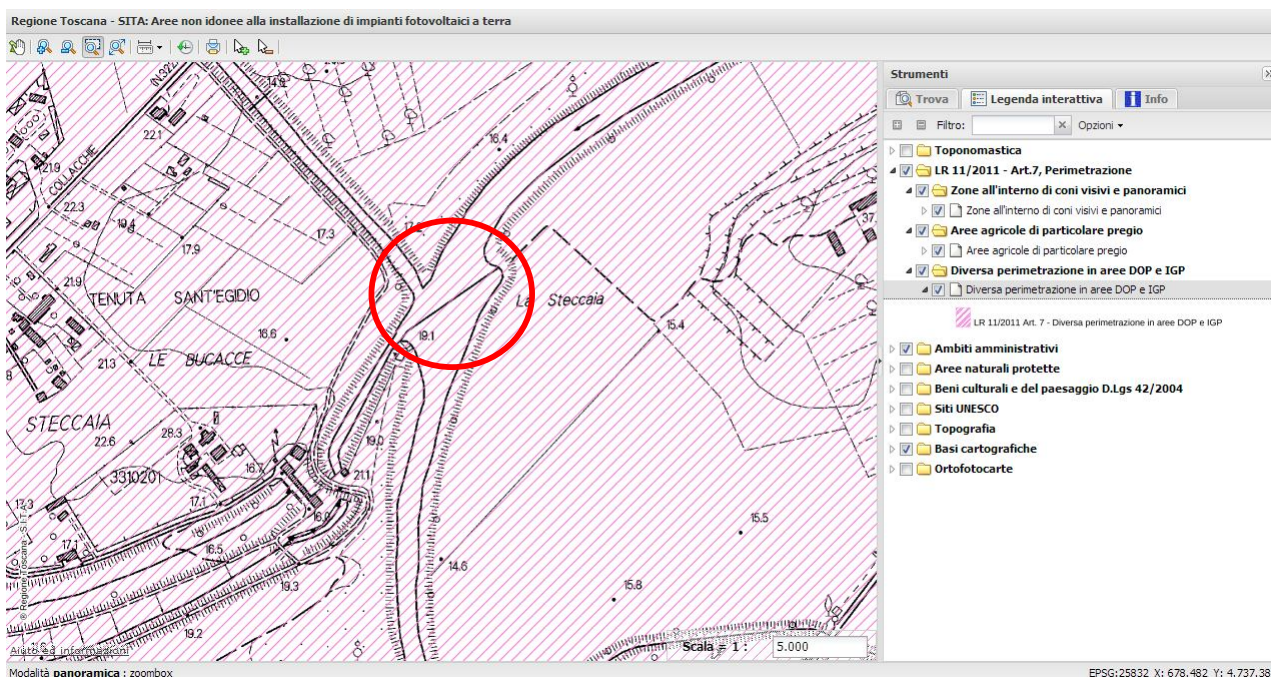 Regione Toscana - SITA: Aree non idonee alla installazione di impianti fotovoltaici a terra
Strumenti
Trova Legenda interattiva Info
Filtro: Opzioni
Toponomastica
LR 11/2011 - Art.7, Perimetrazione
Zone all'interno di coni visivi e panoramici
Zone all'interno di coni visivi e panoramici
Aree agricole di particolare pregio
Aree agricole di particolare pregio
Diversa perimetrazione in aree DOP e IGP
Diversa perimetrazione in aree DOP e IGP
LR 11/2011 Art. 7 - Diversa perimetrazione in aree DOP e IGP
Ambiti amministrativi
Aree naturali protette
Beni culturali e del paesaggio D.Lgs 42/2004
Siti UNESCO
Topografia
Basi cartografiche
Ortofotocarte
22.1
16.4
21.9
COLLACCHIE
22.3
19.4
17.9
17.3
37.
21.9
TENUTA SANT'EGIDIO
La Steccaia
16.6
19.1
15.4
21.3
LE BUCACCE
STECCAIA
22.6
28.3
19.0
3310201
16.7
21.1
17.3
17.1
16.0
15.5
17.1
16.5
14.6
19.3
15.8
19.2
® Regione Toscana - S.I.T.A.
Aiuto ed informazioni
Scala = 1 : 5.000
Modalità panoramica : zoombox
EPSG:25832 X: 678.482 Y: 4.737.38